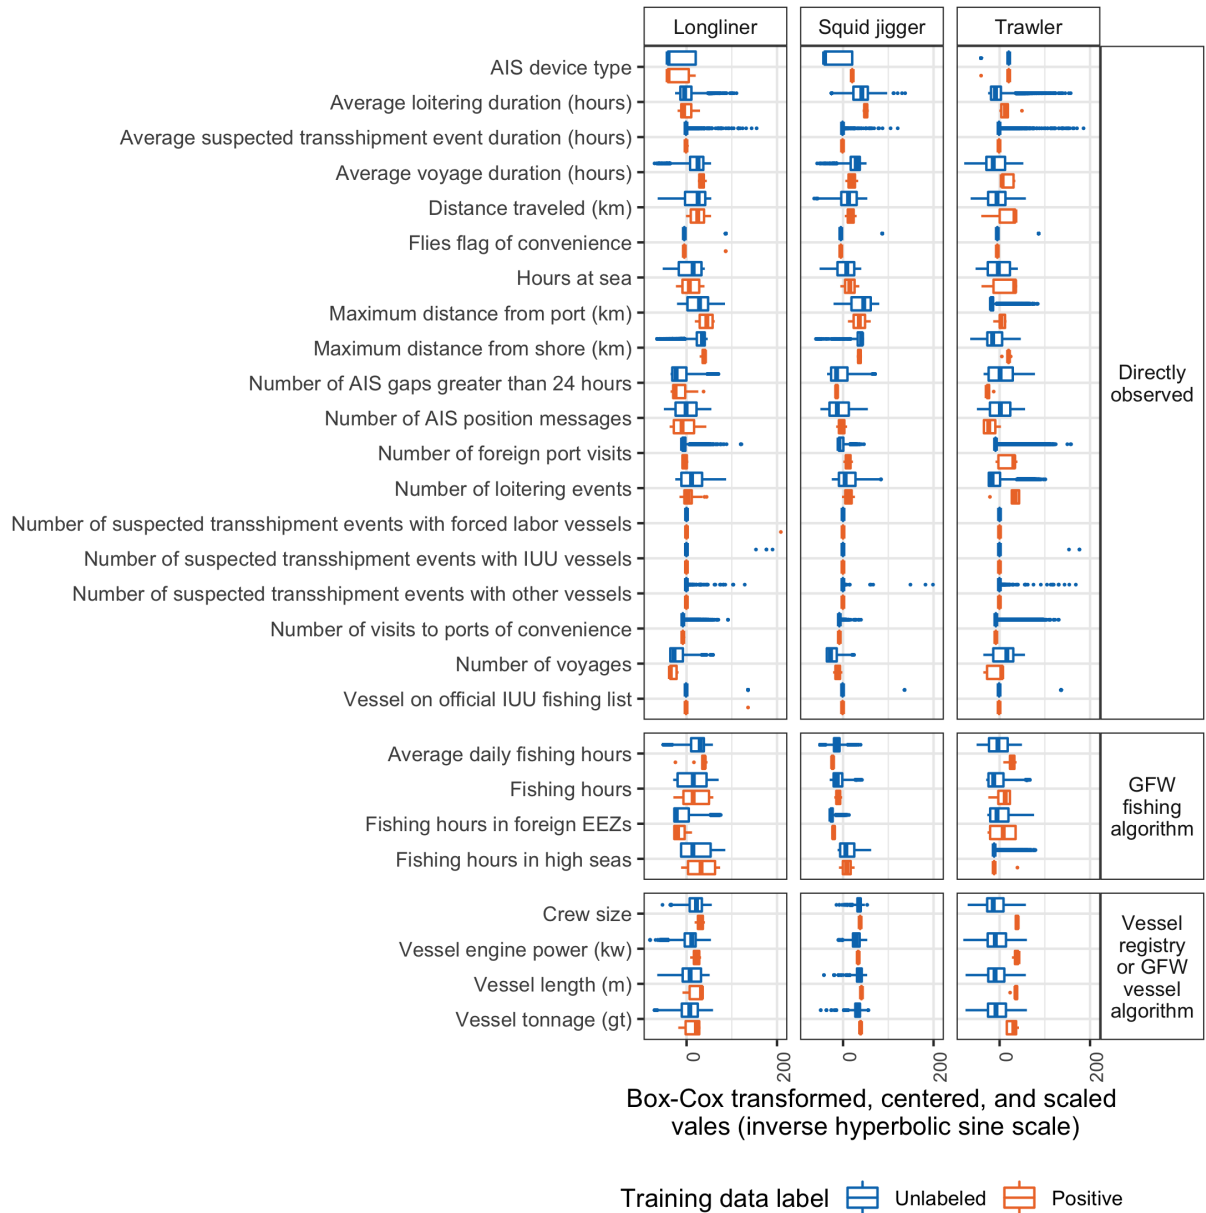 Longliner
Squid jigger
Trawler
AIS device type
Average loitering duration (hours)
Average suspected transshipment event duration (hours)
Average voyage duration (hours)
Distance traveled (km)
Flies flag of convenience
Hours at sea
Maximum distance from port (km)
Maximum distance from shore (km)
Number of AIS gaps greater than 24 hours
Number of AIS position messages
Number of foreign port visits
Number of loitering events
Number of suspected transshipment events with forced labor vessels
Number of suspected transshipment events with IUU vessels
Number of suspected transshipment events with other vessels
Number of visits to ports of convenience
Number of voyages
Vessel on official IUU fishing list
Directly
observed
Average daily fishing hours
Fishing hours
Fishing hours in foreign EEZs
Fishing hours in high seas
GFW
fishing
algorithm
Crew size
Vessel engine power (kw)
Vessel length (m)
Vessel tonnage (gt)
Vessel
registry
or GFW
vessel
algorithm
0
200
0
200
0
200
Box-Cox transformed, centered, and scaled
vales (inverse hyperbolic sine scale)
Training data label
Unlabeled
Positive